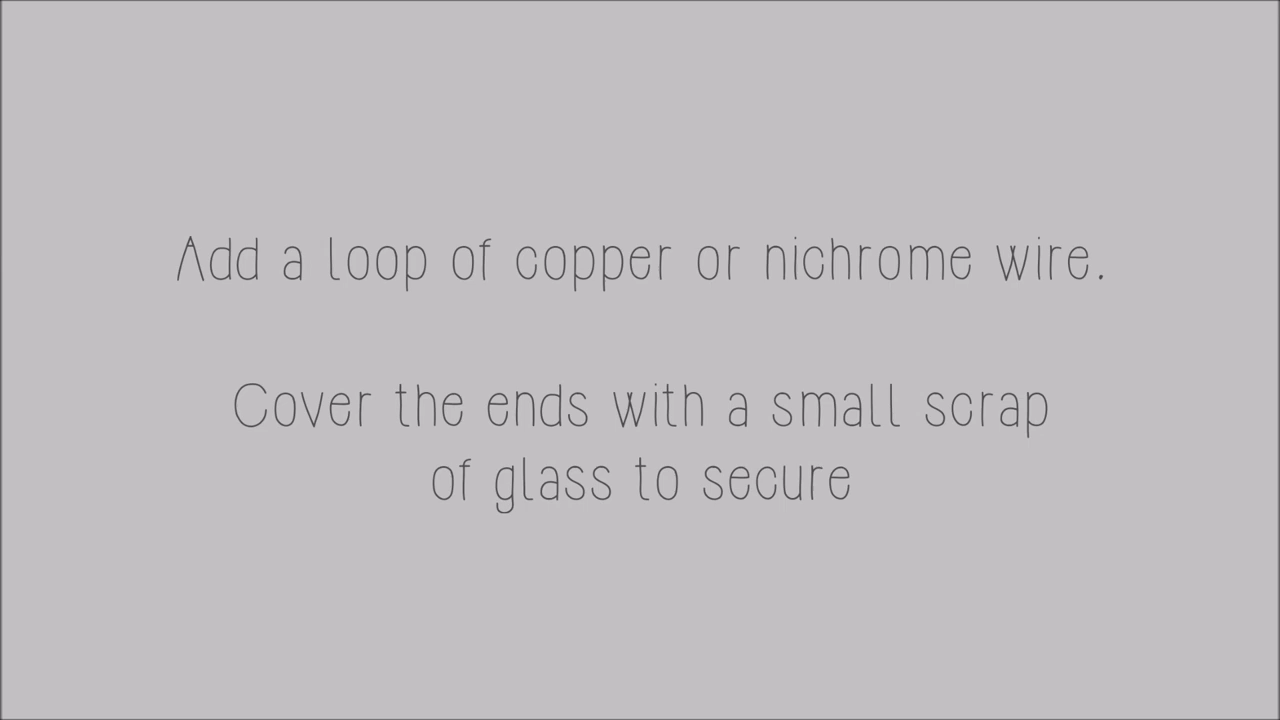 Add a loop of copper or nichrome wire.
Cover the ends with a small scrap
of glass to secure